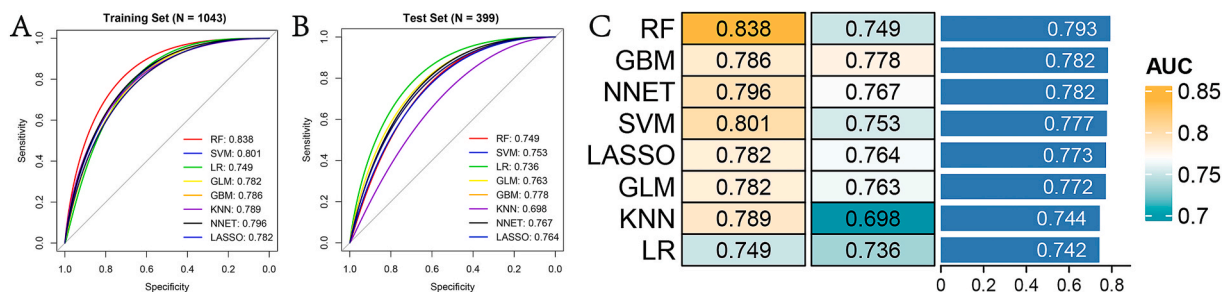 A
Training Set (N = 1043)
Sensitivity
1.0
0.8
0.6
0.4
0.2
0.0
RF: 0.838
SVM: 0.801
LR: 0.749
GLM: 0.782
GBM: 0.786
KNN: 0.789
NNET: 0.796
LASSO: 0.782
1.0 0.8 0.6 0.4 0.2 0.0
Specificity
B
Test Set (N = 399)
Sensitivity
1.0
0.8
0.6
0.4
0.2
0.0
RF: 0.749
SVM: 0.753
LR: 0.736
GLM: 0.763
GBM: 0.778
KNN: 0.698
NNET: 0.767
LASSO: 0.764
1.0 0.8 0.6 0.4 0.2 0.0
Specificity
C
RF 0.838 0.749 0.793
GBM 0.786 0.778 0.782
NNET 0.796 0.767 0.782
SVM 0.801 0.753 0.777
LASSO 0.782 0.764 0.773
GLM 0.782 0.763 0.772
KNN 0.789 0.698 0.744
LR 0.749 0.736 0.742
0 0.2 0.4 0.6 0.8
AUC
0.85
0.8
0.75
0.7